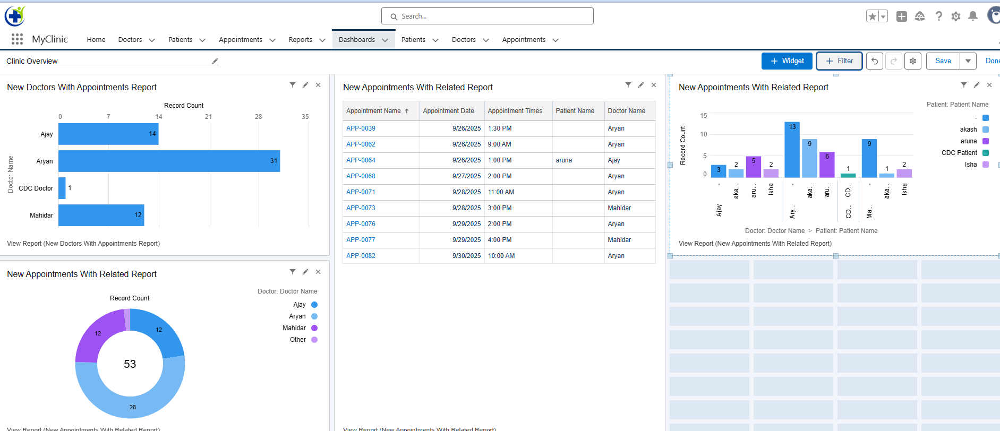 Search...
MyClinic Home Doctors Patients Appointments Reports Dashboards Patients Doctors Appointments
Clinic Overview
+ Widget + Filter Save
New Doctors With Appointments Report
Record Count
0 7 14 21 28 35
Doctor Name
Ajay 14
Aryan 31
CDC Doctor 1
Mahidar 12
View Report (New Doctors With Appointments Report)
New Appointments With Related Report
Record Count
Doctor: Doctor Name
Ajay
Aryan
Mahidar
Other
12
12
53
28
View Report (New Appointments With Related Report)
New Appointments With Related Report
Appointment Name Appointment Date Appointment Times Patient Name Doctor Name
APP-0039 9/26/2025 1:30 PM Aryan
APP-0062 9/26/2025 9:00 AM Aryan
APP-0064 9/26/2025 1:00 PM aruna Ajay
APP-0068 9/27/2025 2:00 PM Aryan
APP-0071 9/28/2025 11:00 AM Aryan
APP-0073 9/28/2025 3:00 PM Mahidar
APP-0076 9/29/2025 2:00 PM Aryan
APP-0077 9/29/2025 4:00 PM Mahidar
APP-0082 9/30/2025 10:00 AM Aryan
View Report (New Appointments With Related Report)
New Appointments With Related Report
Patient: Patient Name
-
akash
aruna
CDC Patient
Isha
Record Count
15
10
5
0
3 2 5 2 13 9 6 1 9 1 2
- aka... aru... Isha - aka... aru... CD... - aka... Isha
Ajay Ary... CD... Ma...
Doctor: Doctor Name > Patient: Patient Name
View Report (New Appointments With Related Report)